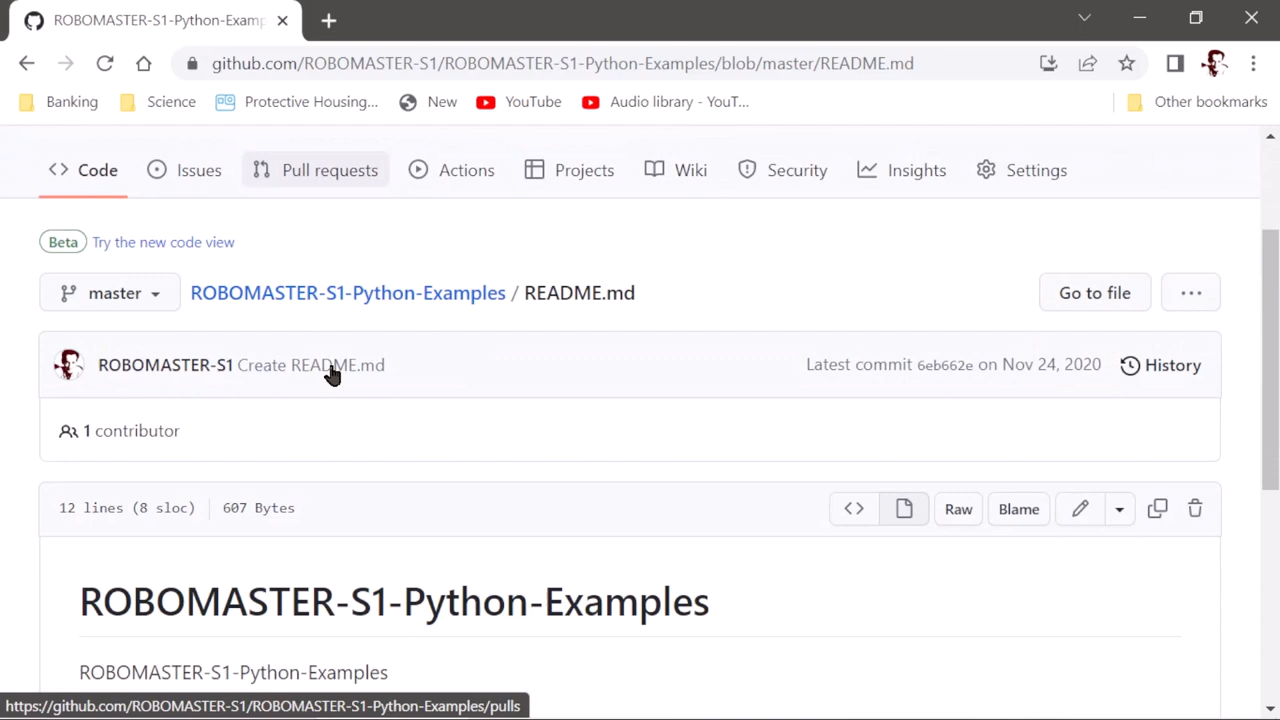 ROBOMASTER-S1-Python-Examp
github.com/ROBOMASTER-S1/ROBOMASTER-S1-Python-Examples/blob/master/README.md
Banking Science Protective Housing... New YouTube Audio library - YouT... Other bookmarks
Code Issues Pull requests Actions Projects Wiki Security Insights Settings
Beta Try the new code view
master ROBOMASTER-S1-Python-Examples / README.md Go to file ...
ROBOMASTER-S1 Create README.md Latest commit 6eb662e on Nov 24, 2020 History
1 contributor
12 lines (8 sloc) 607 Bytes <> Raw Blame
ROBOMASTER-S1-Python-Examples
ROBOMASTER-S1-Python-Examples
https://github.com/ROBOMASTER-S1/ROBOMASTER-S1-Python-Examples/pulls